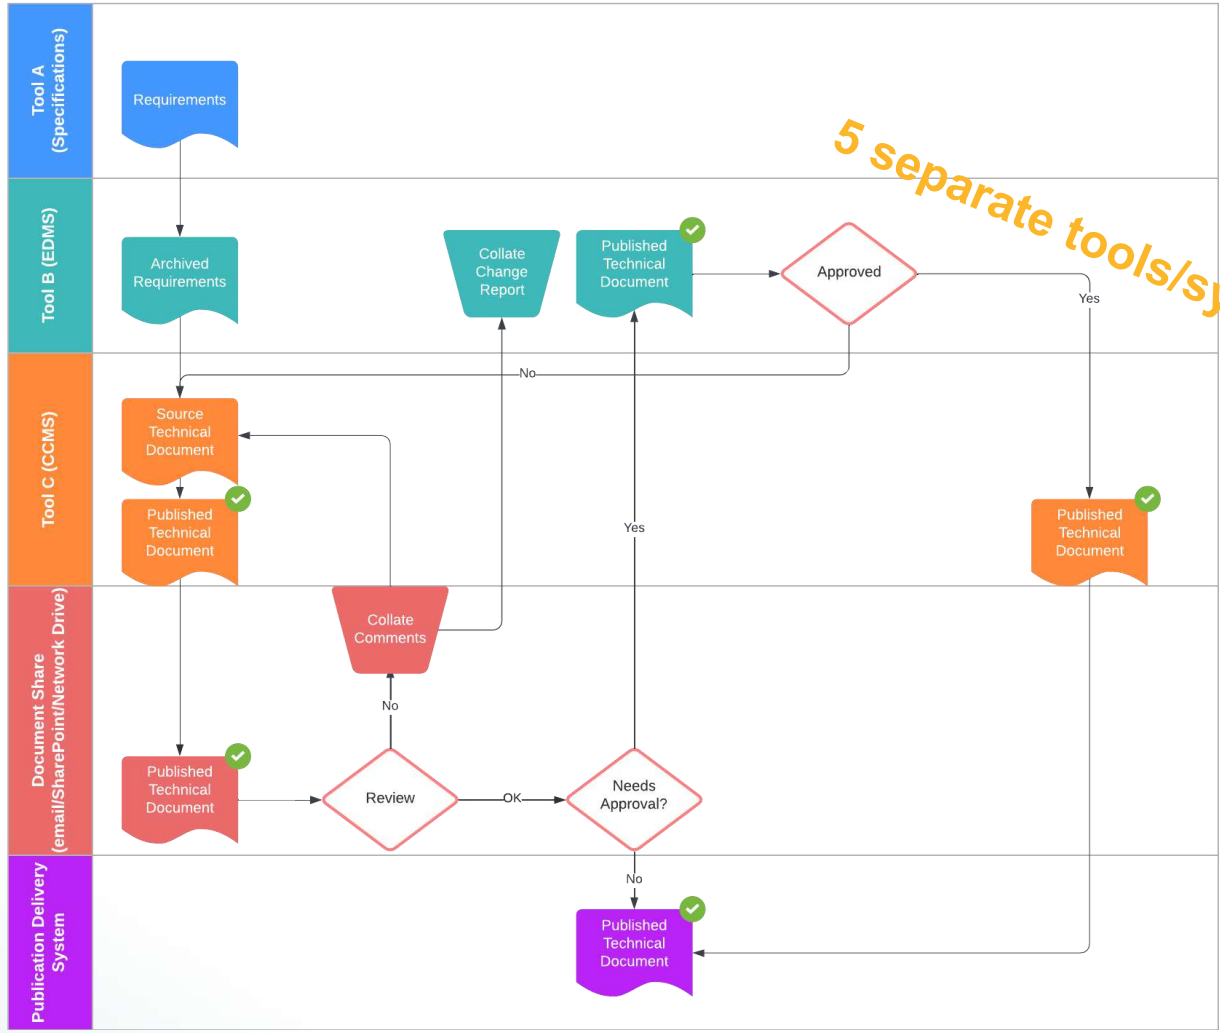 Tool A
(Specifications)
Requirements
5 separate tools/sy
Tool B (EDMS)
Archived
Requirements
Collate
Change
Report
Published
Technical
Document
Approved
Yes
No
Tool C (CCMS)
Source
Technical
Document
Published
Technical
Document
Yes
Published
Technical
Document
Document Share
(email/SharePoint/Network Drive)
Collate
Comments
No
Published
Technical
Document
Review
OK
Needs
Approval?
Publication Delivery
System
No
Published
Technical
Document